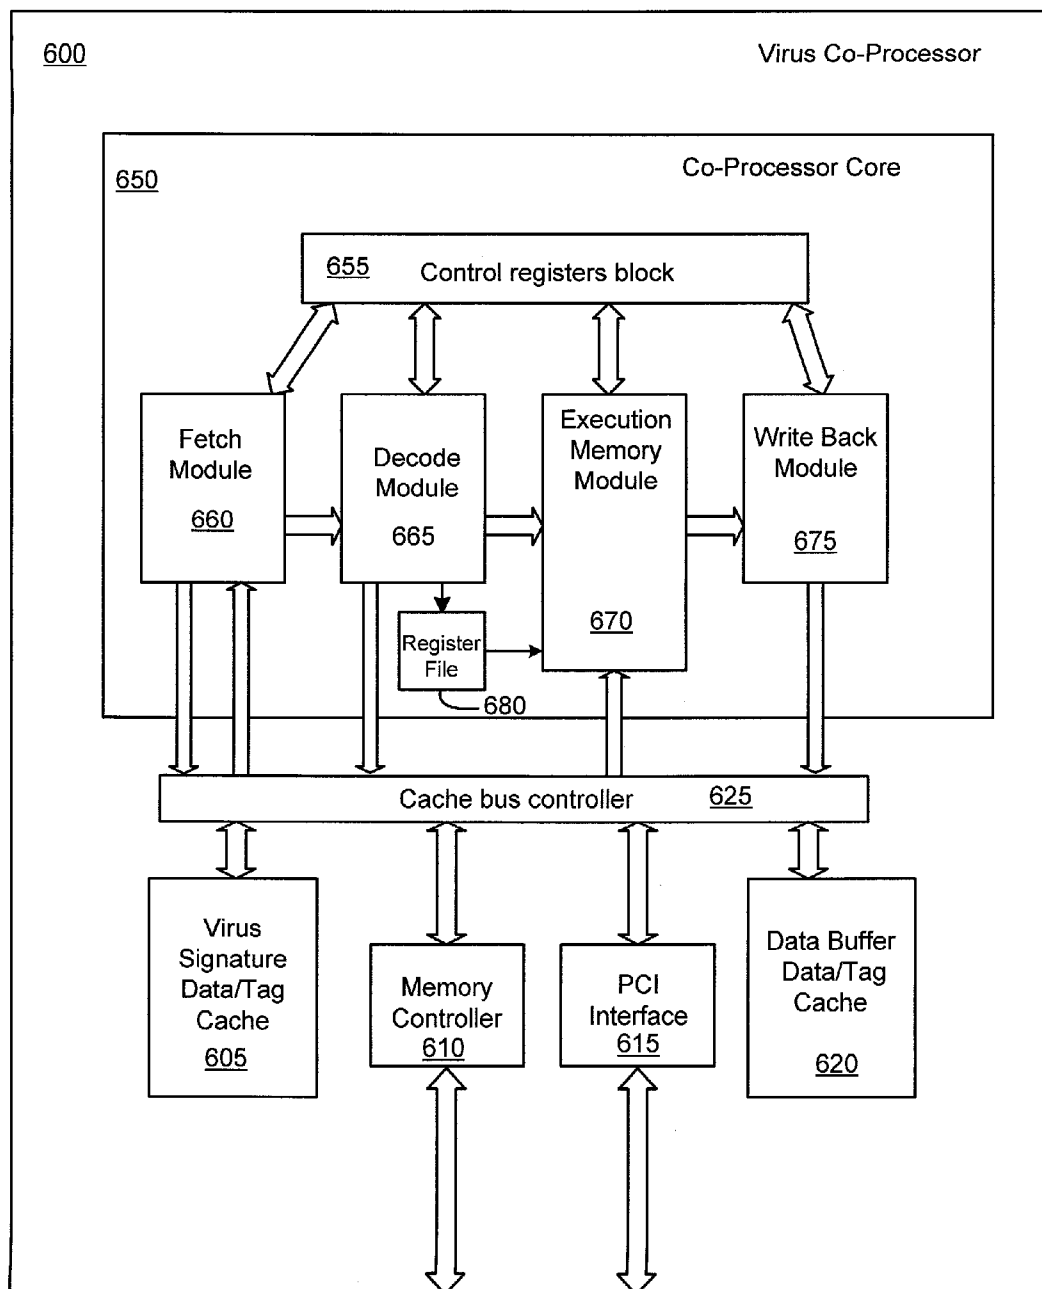 600
Virus Co-Processor
650
Co-Processor Core
655
Control registers block
Fetch
Module
660
Decode
Module
665
Execution
Memory
Module
670
Write Back
Module
675
Register
File
680
Cache bus controller
625
Virus
Signature
Data/Tag
Cache
605
Memory
Controller
610
PCI
Interface
615
Data Buffer
Data/Tag
Cache
620